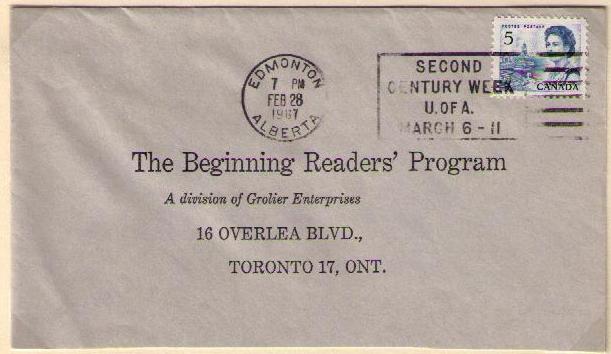 POSTES POSTAGE
5
CANADA
EDMONTON
7 PM
FEB 28
1967
ALBERTA
SECOND
CENTURY WEEK
U. OF A.
MARCH 6 - 11
The Beginning Readers' Program
A division of Grolier Enterprises
16 OVERLEA BLVD.,
TORONTO 17, ONT.